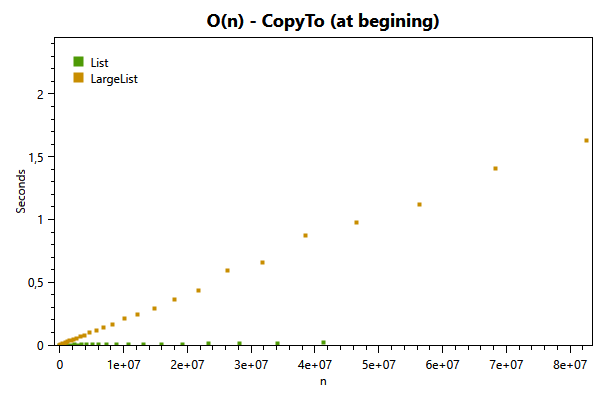 O(n) - CopyTo (at begining)
List
LargeList
Seconds
2
1,5
1
0,5
0
0 1e+07 2e+07 3e+07 4e+07 5e+07 6e+07 7e+07 8e+07
n